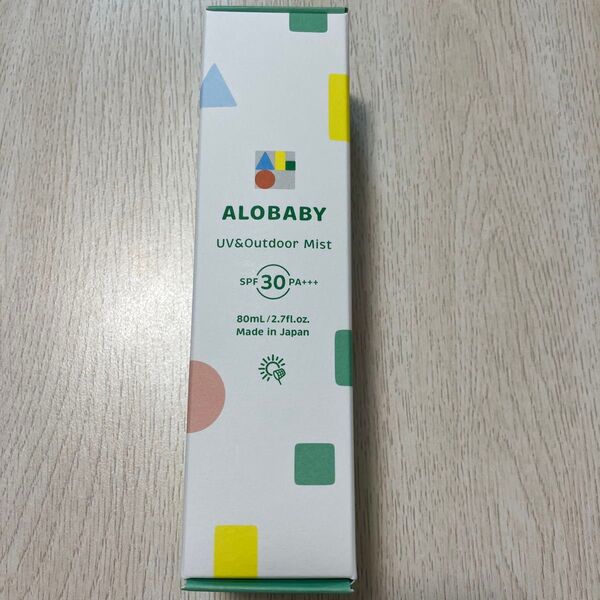 ALOBABY
UV&Outdoor Mist
SPF 30 PA+++
80mL/2.7fl.oz.
Made in Japan